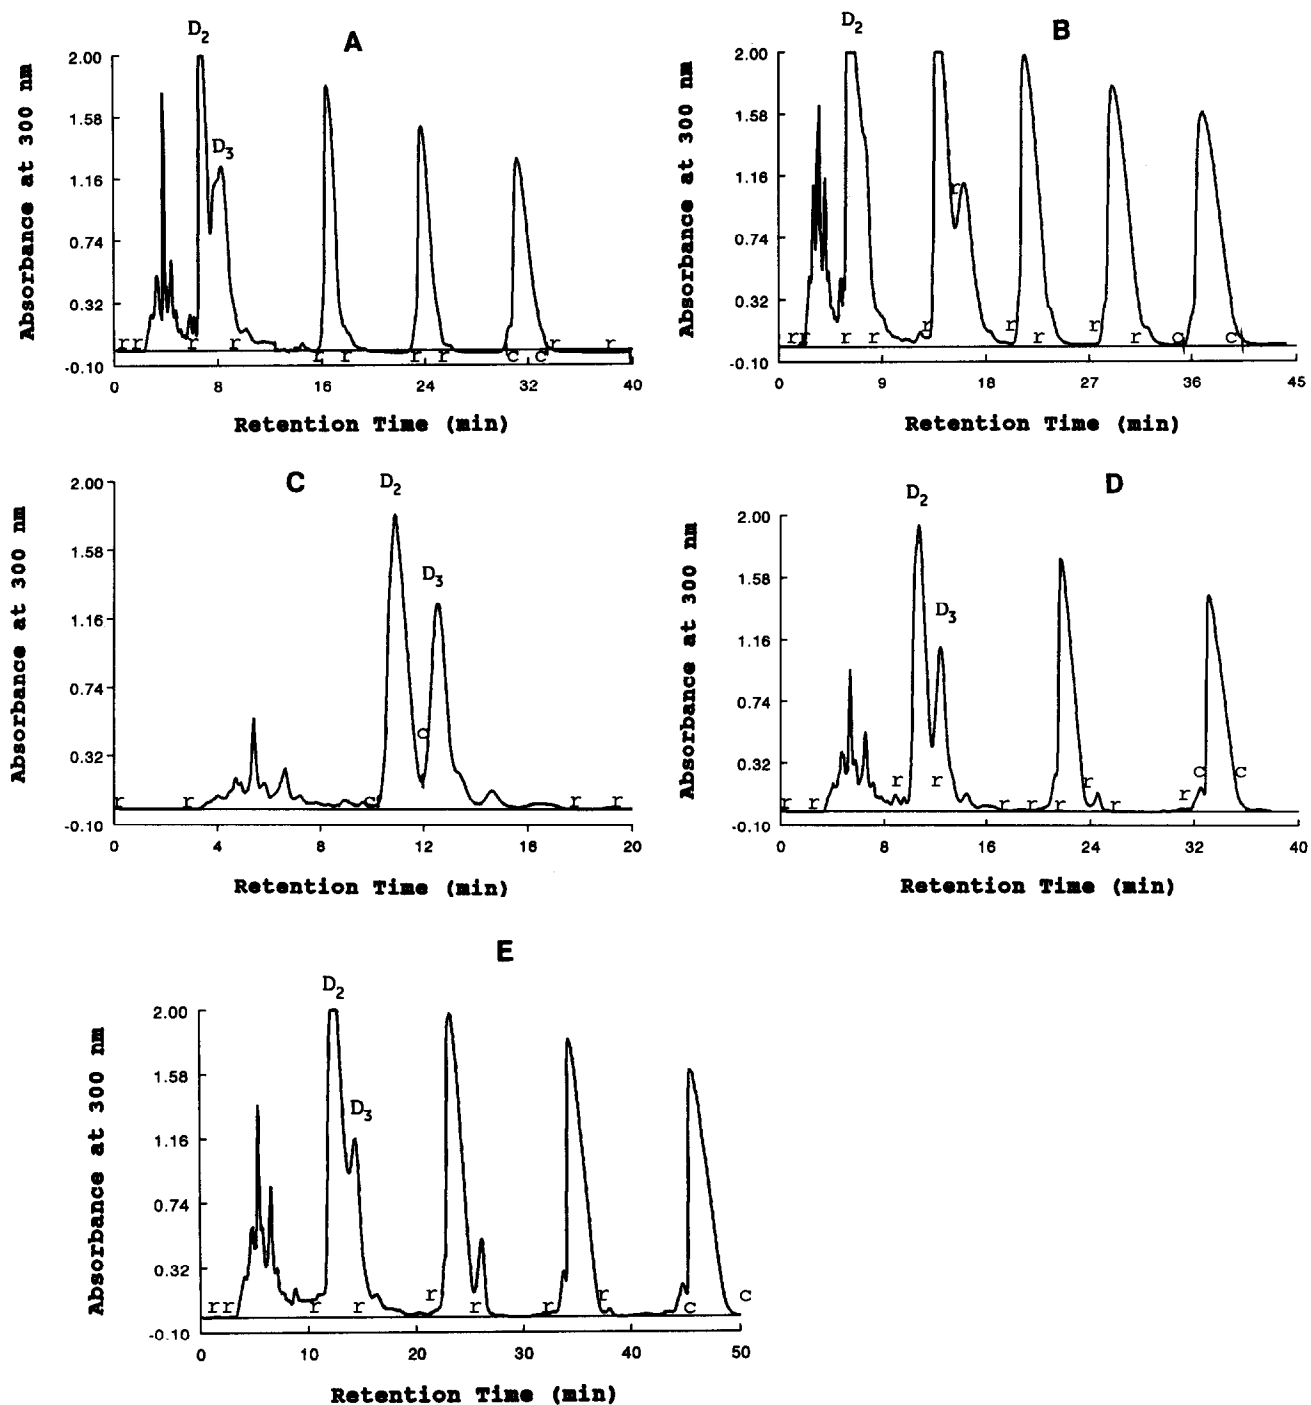 A
D2
D3
Absorbance at 300 nm
2.00
1.58
1.16
0.74
0.32
-0.10
r r r r r r r r c c r r
0 8 16 24 32 40
Retention Time (min)
B
D2
Absorbance at 300 nm
2.00
1.58
1.16
0.74
0.32
-0.10
r
r r r r r r r r r c c
0 9 18 27 36 45
Retention Time (min)
C
D2
D3
Absorbance at 300 nm
2.00
1.58
1.16
0.74
0.32
-0.10
c
r r c r r
0 4 8 12 16 20
Retention Time (min)
D
D2
D3
Absorbance at 300 nm
2.00
1.58
1.16
0.74
0.32
-0.10
r r r r r r r r r r c c
0 8 16 24 32 40
Retention Time (min)
E
D2
D3
Absorbance at 300 nm
2.00
1.58
1.16
0.74
0.32
-0.10
r r r r r r r r c c
0 10 20 30 40 50
Retention Time (min)